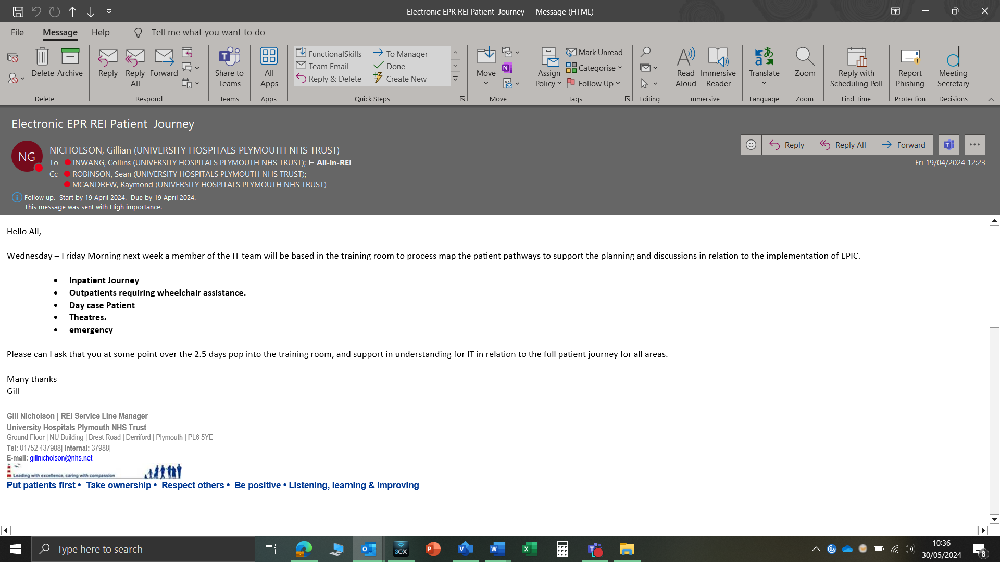 Electronic EPR REI Patient  Journey  -  Message (HTML)
File
Message
Help
Tell me what you want to do
Delete
Archive
Reply
Reply All
Forward
Share to Teams
All Apps
FunctionalSkills
To Manager
Team Email
Done
Reply & Delete
Create New
Move
Assign Policy
Mark Unread
Categorise
Follow Up
Read Aloud
Immersive Reader
Translate
Zoom
Reply with Scheduling Poll
Report Phishing
Meeting Secretary
Delete
Respond
Teams
Apps
Quick Steps
Move
Tags
Editing
Immersive
Language
Zoom
Find Time
Protection
Decisions
Electronic EPR REI Patient  Journey
NG
NICHOLSON, Gillian (UNIVERSITY HOSPITALS PLYMOUTH NHS TRUST)
Reply
Reply All
Forward
To INWANG, Collins (UNIVERSITY HOSPITALS PLYMOUTH NHS TRUST); All-in-REI
Fri 19/04/2024 12:23
Cc ROBINSON, Sean (UNIVERSITY HOSPITALS PLYMOUTH NHS TRUST);
MCANDREW, Raymond (UNIVERSITY HOSPITALS PLYMOUTH NHS TRUST)
Follow up.  Start by 19 April 2024.  Due by 19 April 2024.
This message was sent with High importance.
Hello All,
Wednesday – Friday Morning next week a member of the IT team will be based in the training room to process map the patient pathways to support the planning and discussions in relation to the implementation of EPIC.
• Inpatient Journey
• Outpatients requiring wheelchair assistance.
• Day case Patient
• Theatres.
• emergency
Please can I ask that you at some point over the 2.5 days pop into the training room, and support in understanding for IT in relation to the full patient journey for all areas.
Many thanks
Gill
Gill Nicholson | REI Service Line Manager
University Hospitals Plymouth NHS Trust
Ground Floor | NU Building | Brest Road | Derriford | Plymouth | PL6 5YE
Tel: 01752 437988| Internal: 37988|
E-mail: gillnicholson@nhs.net
Leading with excellence, caring with compassion
Put patients first •  Take ownership •  Respect others •  Be positive • Listening, learning & improving
Type here to search
3CX
10:36
30/05/2024
8